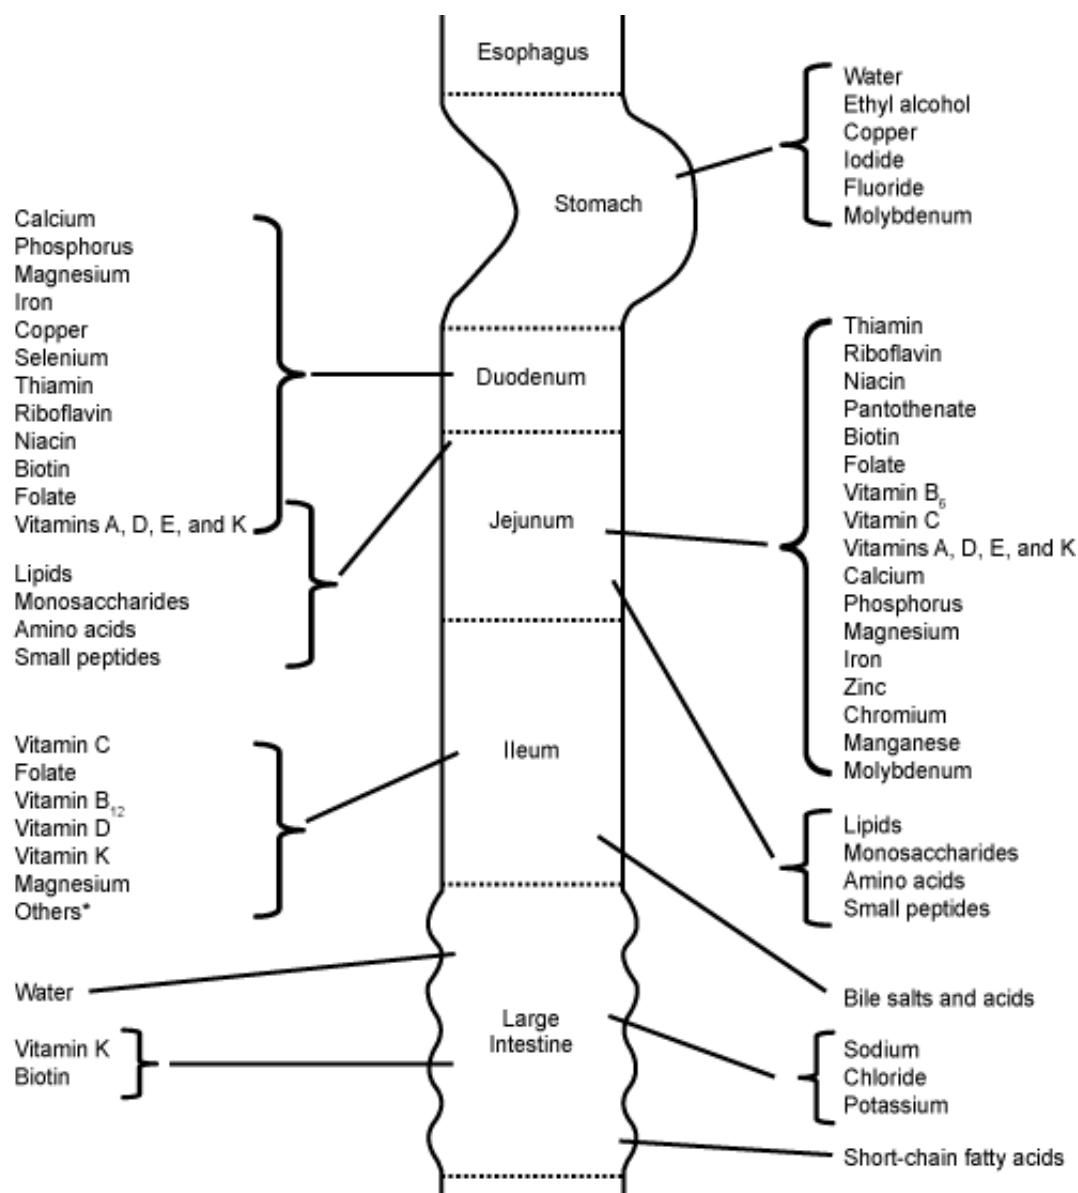 Esophagus
Stomach
Duodenum
Jejunum
Ileum
Large
Intestine
Calcium
Phosphorus
Magnesium
Iron
Copper
Selenium
Thiamin
Riboflavin
Niacin
Biotin
Folate
Vitamins A, D, E, and K
Lipids
Monosaccharides
Amino acids
Small peptides
Vitamin C
Folate
Vitamin B₁₂
Vitamin D
Vitamin K
Magnesium
Others*
Water
Vitamin K
Biotin
Water
Ethyl alcohol
Copper
Iodide
Fluoride
Molybdenum
Thiamin
Riboflavin
Niacin
Pantothenate
Biotin
Folate
Vitamin B₆
Vitamin C
Vitamins A, D, E, and K
Calcium
Phosphorus
Magnesium
Iron
Zinc
Chromium
Manganese
Molybdenum
Lipids
Monosaccharides
Amino acids
Small peptides
Bile salts and acids
Sodium
Chloride
Potassium
Short-chain fatty acids